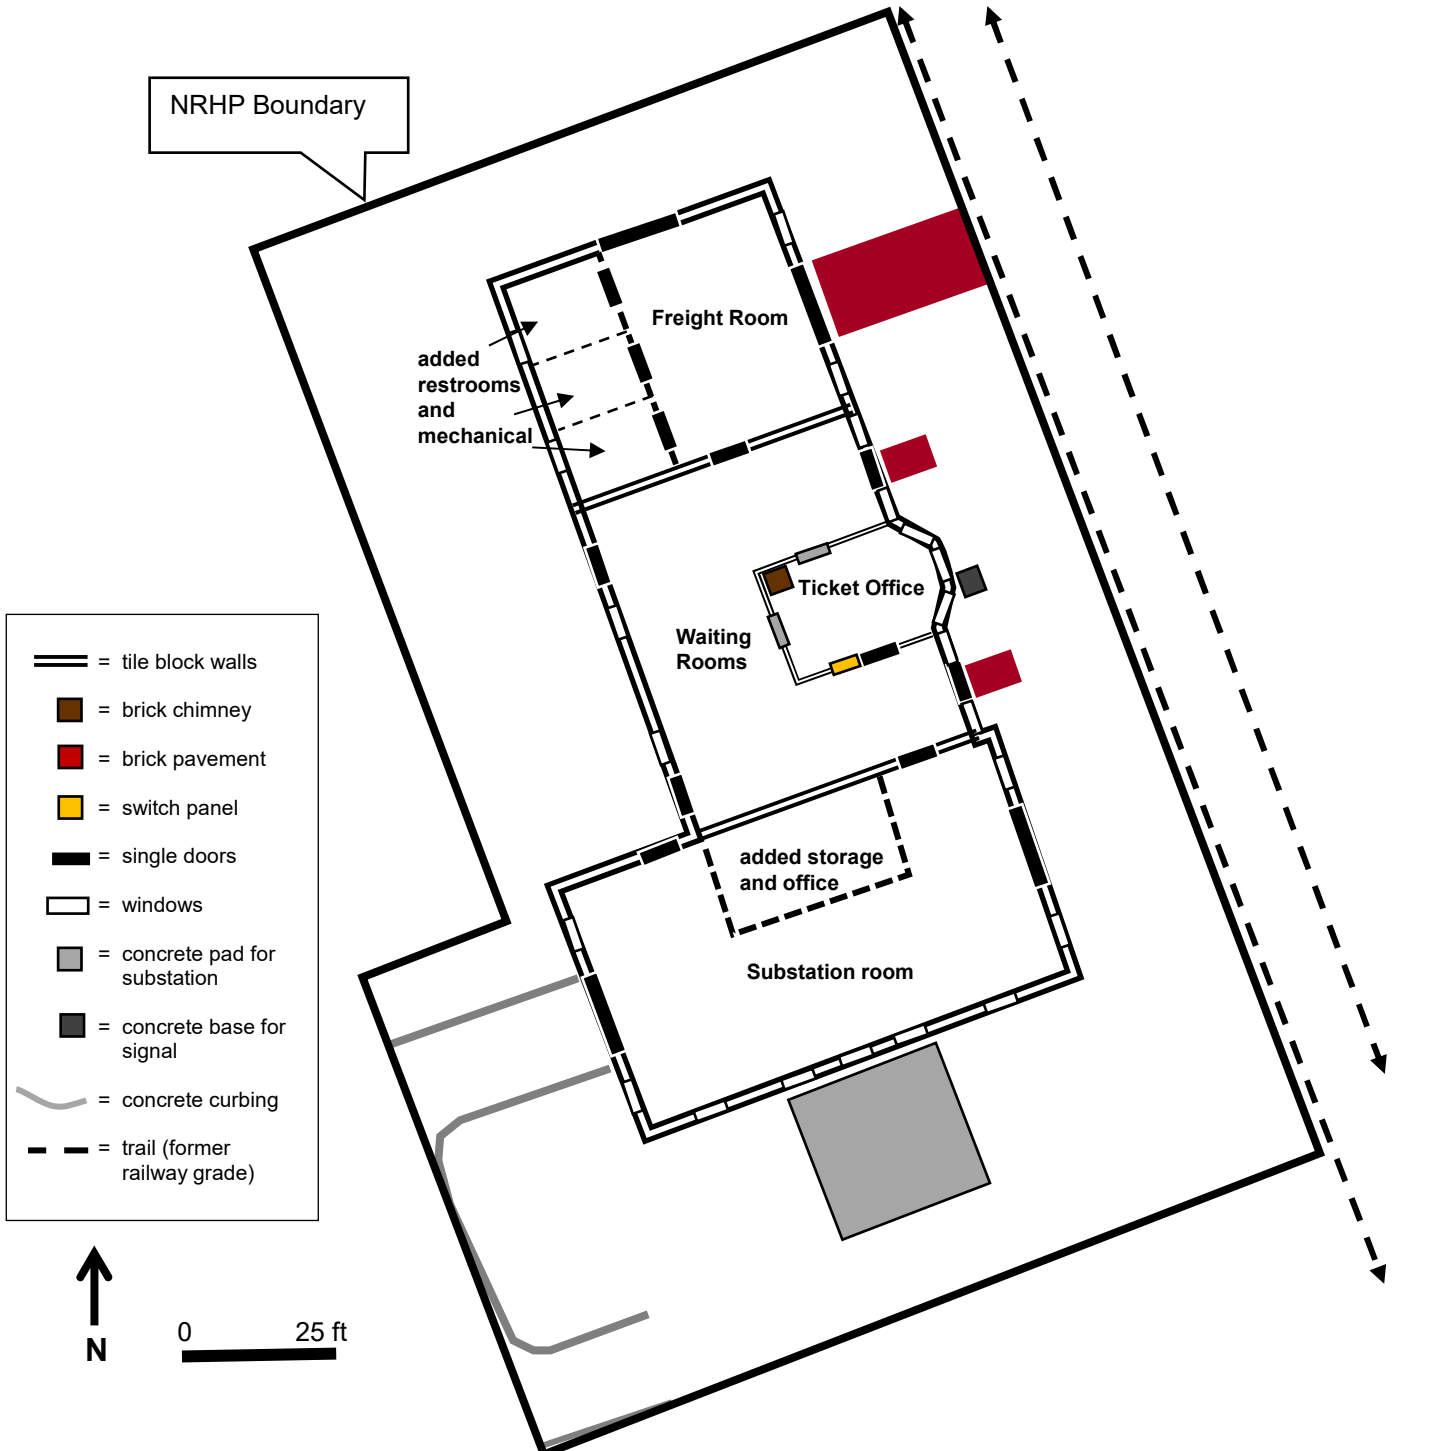 NRHP Boundary
Freight Room
added
restrooms
and
mechanical
Ticket Office
Waiting
Rooms
added storage
and office
Substation room
= tile block walls
= brick chimney
= brick pavement
= switch panel
= single doors
= windows
= concrete pad for
substation
= concrete base for
signal
= concrete curbing
= trail (former
railway grade)
N
0 25 ft